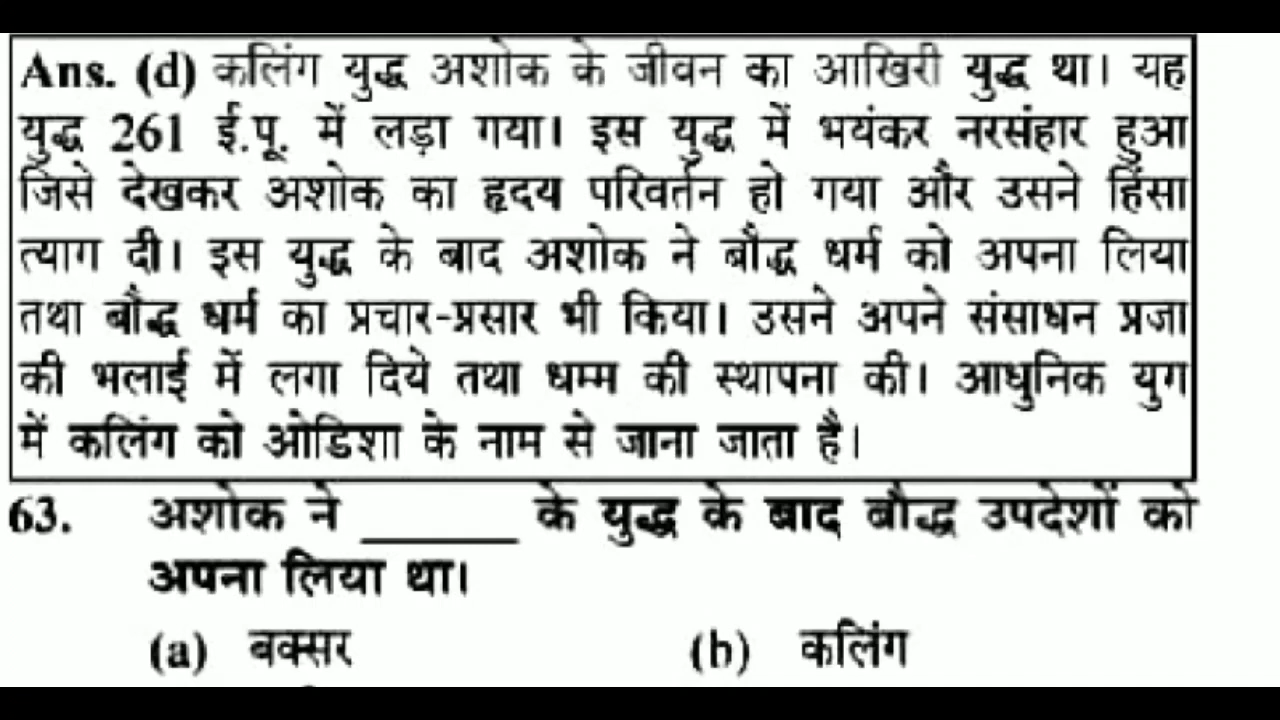 Ans. (d) कलिंग युद्ध अशोक के जीवन का आखिरी युद्ध था। यह
युद्ध 261 ई.पू. में लड़ा गया। इस युद्ध में भयंकर नरसंहार हुआ
जिसे देखकर अशोक का हृदय परिवर्तन हो गया और उसने हिंसा
त्याग दी। इस युद्ध के बाद अशोक ने बौद्ध धर्म को अपना लिया
तथा बौद्ध धर्म का प्रचार-प्रसार भी किया। उसने अपने संसाधन प्रजा
की भलाई में लगा दिये तथा धम्म की स्थापना की। आधुनिक युग
में कलिंग को ओडिशा के नाम से जाना जाता है।
63. अशोक ने ______ के युद्ध के बाद बौद्ध उपदेशों को
अपना लिया था।
(a) बक्सर (b) कलिंग